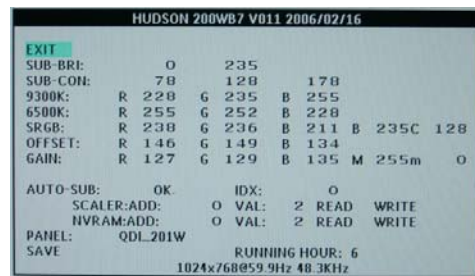 HUDSON 200WB7 V011 2006/02/16
EXIT
SUB-BRI: 0 235
SUB-CON: 78 128 178
9300K: R 228 G 235 B 255
6500K: R 255 G 252 B 228
SRGB: R 238 G 236 B 211 B 235C 128
OFFSET: R 146 G 149 B 134
GAIN: R 127 G 129 B 135 M 255m 0
AUTO-SUB: OK. IDX: 0
SCALER:ADD: 0 VAL: 2 READ WRITE
NVRAM:ADD: 0 VAL: 2 READ WRITE
PANEL: QDI_201W
SAVE RUNNING HOUR: 6
1024x768@59.9Hz 48.3KHz